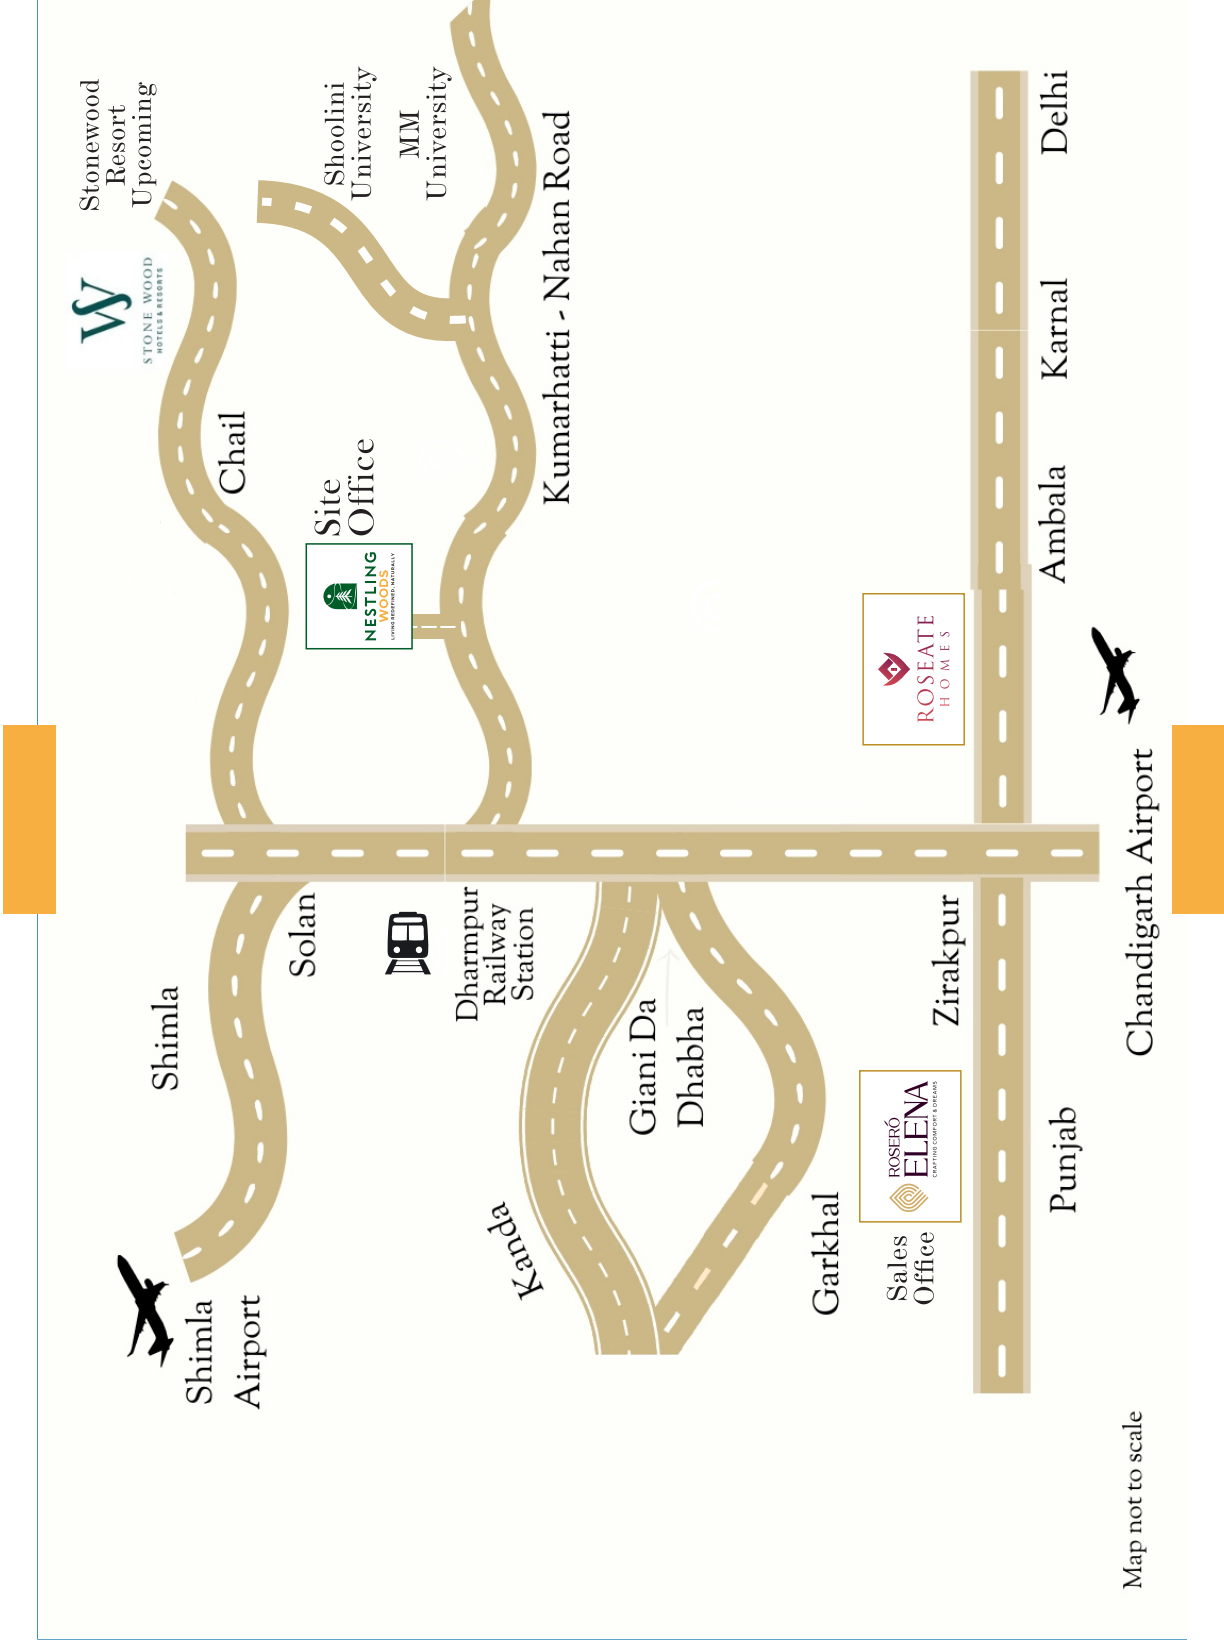 Stonewood
Resort
Upcoming
STONE WOOD
HOTELS & RESORTS
Chail
Shoolini
University
MM
University
Kumarhatti - Nahan Road
Site
Office
NESTLING
WOODS
LIVING REDEFINED, NATURALLY
Delhi
Karnal
Ambala
ROSEATE
HOMES
Chandigarh Airport
Zirakpur
Punjab
ROSERÓ
ELENA
CRAFTING COMFORT & DREAMS
Sales
Office
Solan
Dharmpur
Railway
Station
Giani Da
Dhabha
Kanda
Garkhal
Shimla
Shimla
Airport
Map not to scale